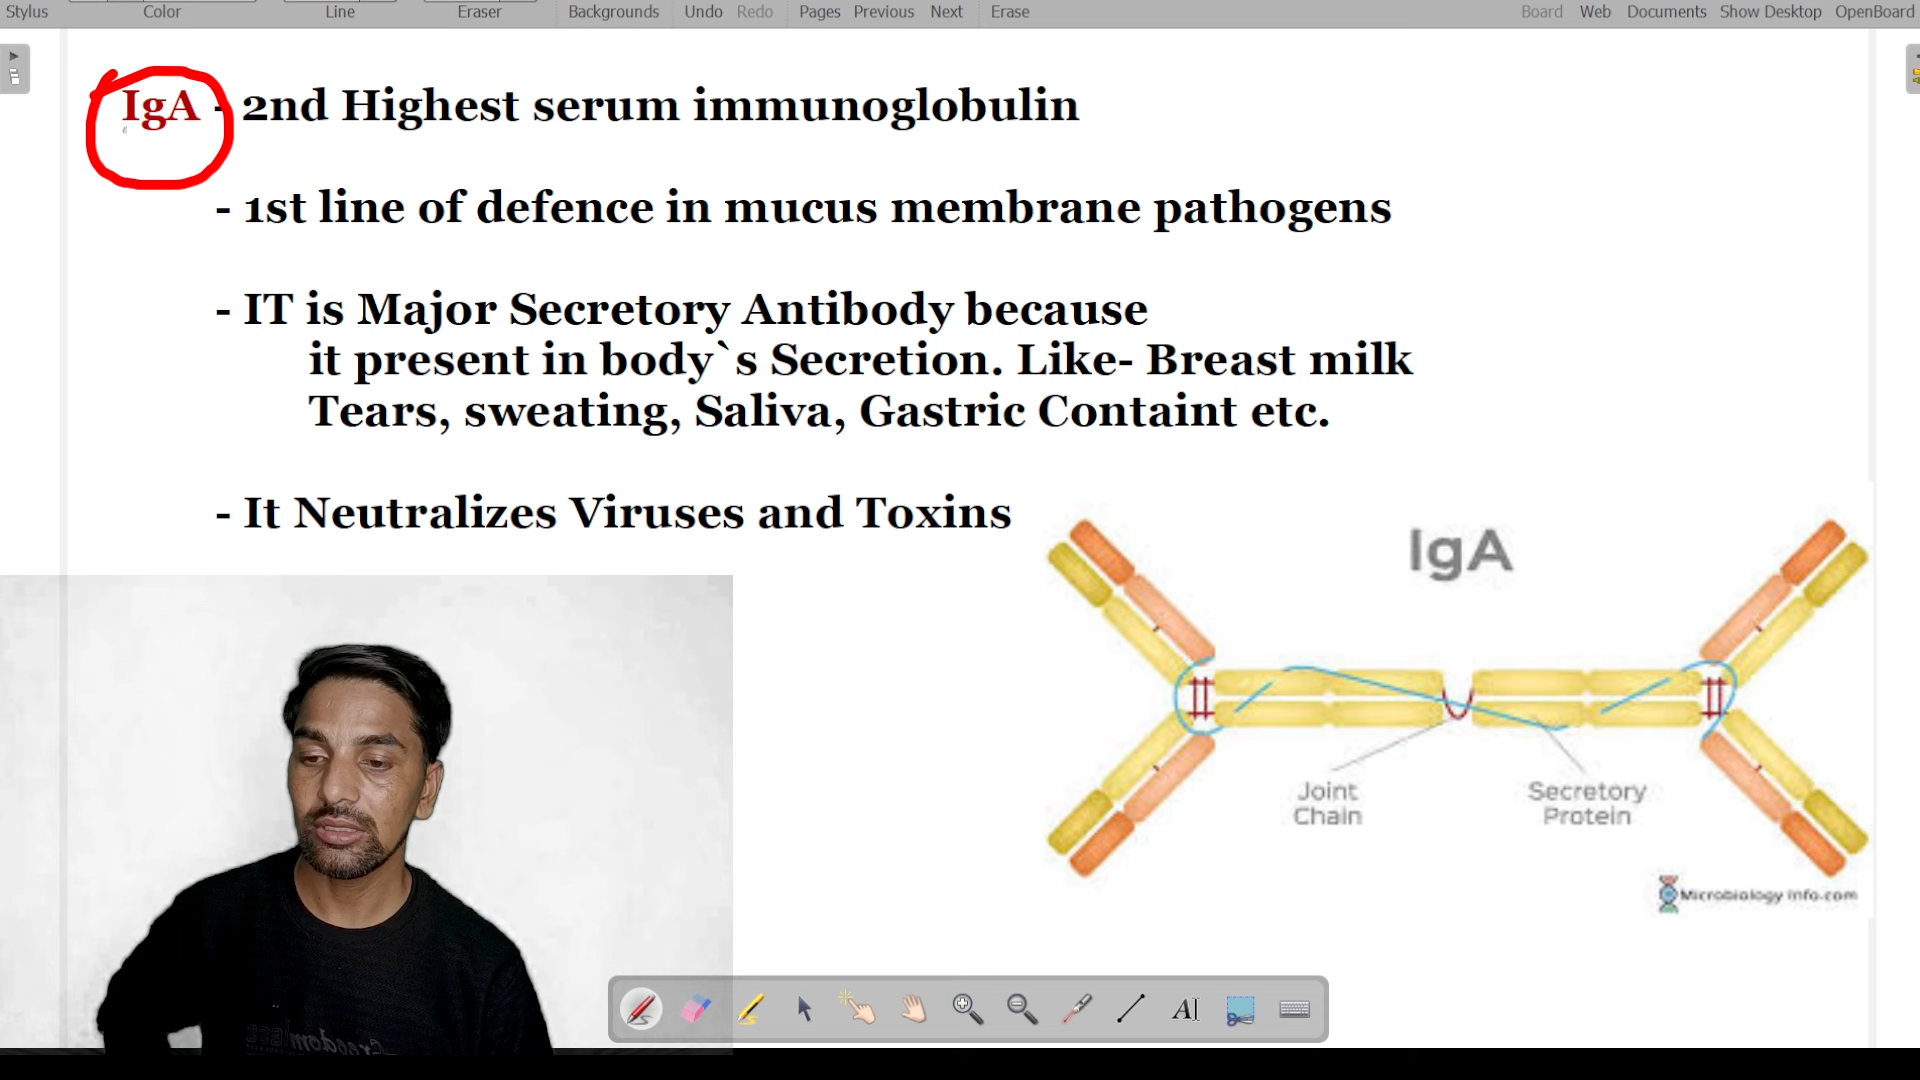 Stylus Color Line Eraser Backgrounds Undo Redo Pages Previous Next Erase Board Web Documents Show Desktop OpenBoard
IgA - 2nd Highest serum immunoglobulin
- 1st line of defence in mucus membrane pathogens
- IT is Major Secretory Antibody because
it present in body`s Secretion. Like- Breast milk
Tears, sweating, Saliva, Gastric Containt etc.
- It Neutralizes Viruses and Toxins
IgA
Joint
Chain
Secretory
Protein
Microbiology Info.com
AI